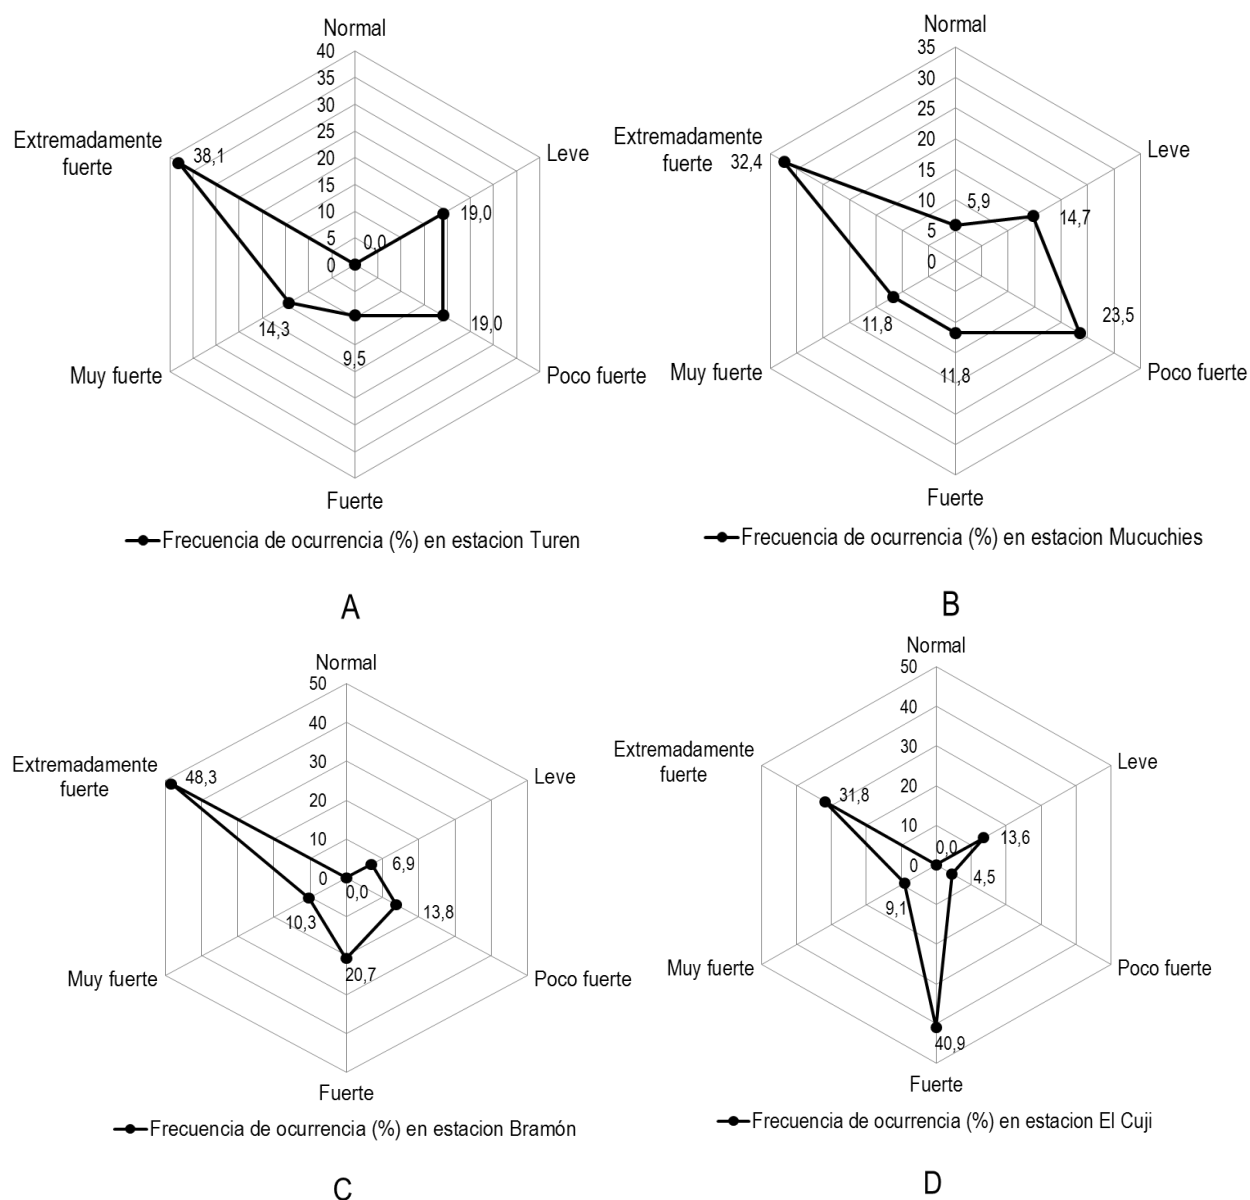 Normal
40
35
30
25
20
15
10
5
0
Extremadamente
fuerte
38,1
Leve
19,0
0,0
14,3
9,5
19,0
Muy fuerte
Poco fuerte
Fuerte
Frecuencia de ocurrencia (%) en estacion Turen
A
Normal
35
30
25
20
15
10
5
0
Extremadamente
fuerte
32,4
Leve
5,9
14,7
11,8
11,8
23,5
Muy fuerte
Poco fuerte
Fuerte
Frecuencia de ocurrencia (%) en estacion Mucuchies
B
Normal
50
40
30
20
10
0
Extremadamente
fuerte
48,3
Leve
6,9
0,0
10,3
13,8
20,7
Muy fuerte
Poco fuerte
Fuerte
Frecuencia de ocurrencia (%) en estacion Bramón
C
Normal
50
40
30
20
10
0
Extremadamente
fuerte
31,8
Leve
0,0
13,6
9,1
4,5
40,9
Muy fuerte
Poco fuerte
Fuerte
Frecuencia de ocurrencia (%) en estacion El Cuji
D